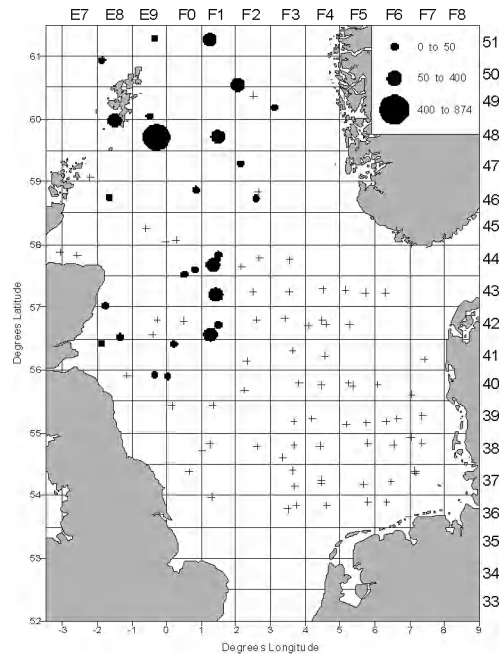 E7 E8 E9 F0 F1 F2 F3 F4 F5 F6 F7 F8
61 51
0 to 50
50
50 to 400
60 49
400 to 874
48
59 47
46
58
44
57 43
42
56 41
40
55 39
38
54 37
36
53 35
34
52 33
-3 -2 -1 0 1 2 3 4 5 6 7 8 9
Degrees Latitude
Degrees Longitude